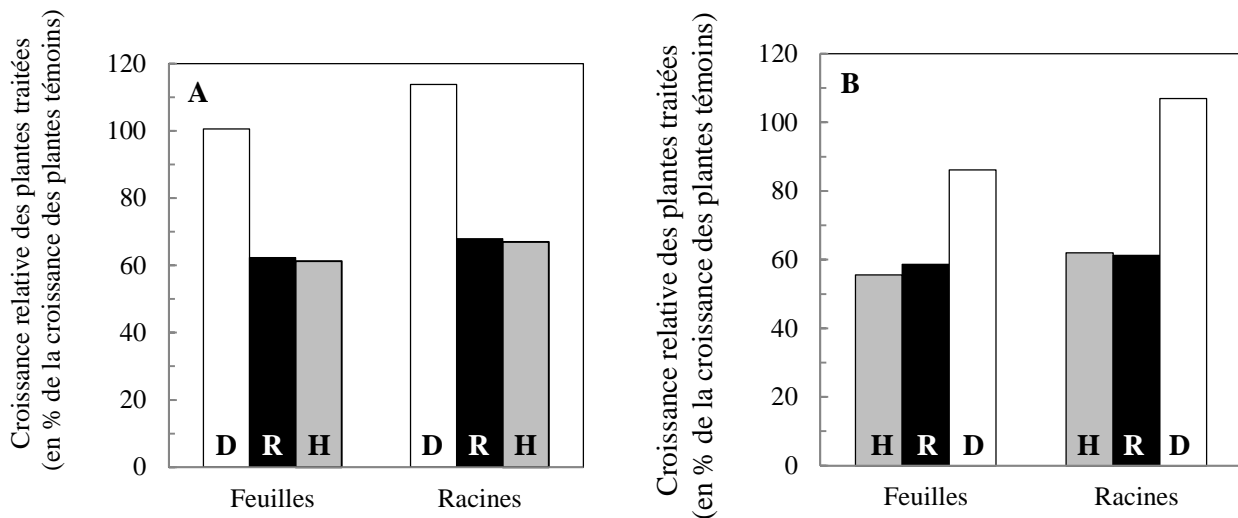 Croissance relative des plantes traitées
(en % de la croissance des plantes témoins)
120
100
80
60
40
20
0
A
D R H
D R H
Feuilles
Racines
Croissance relative des plantes traitées
(en % de la croissance des plantes témoins)
120
100
80
60
40
20
0
B
H R D
H R D
Feuilles
Racines